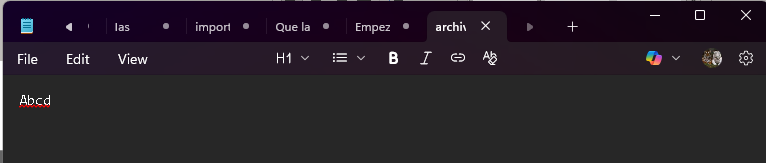 las
import
Que la
Empez
archiv
File Edit View H1 B I
Abcd